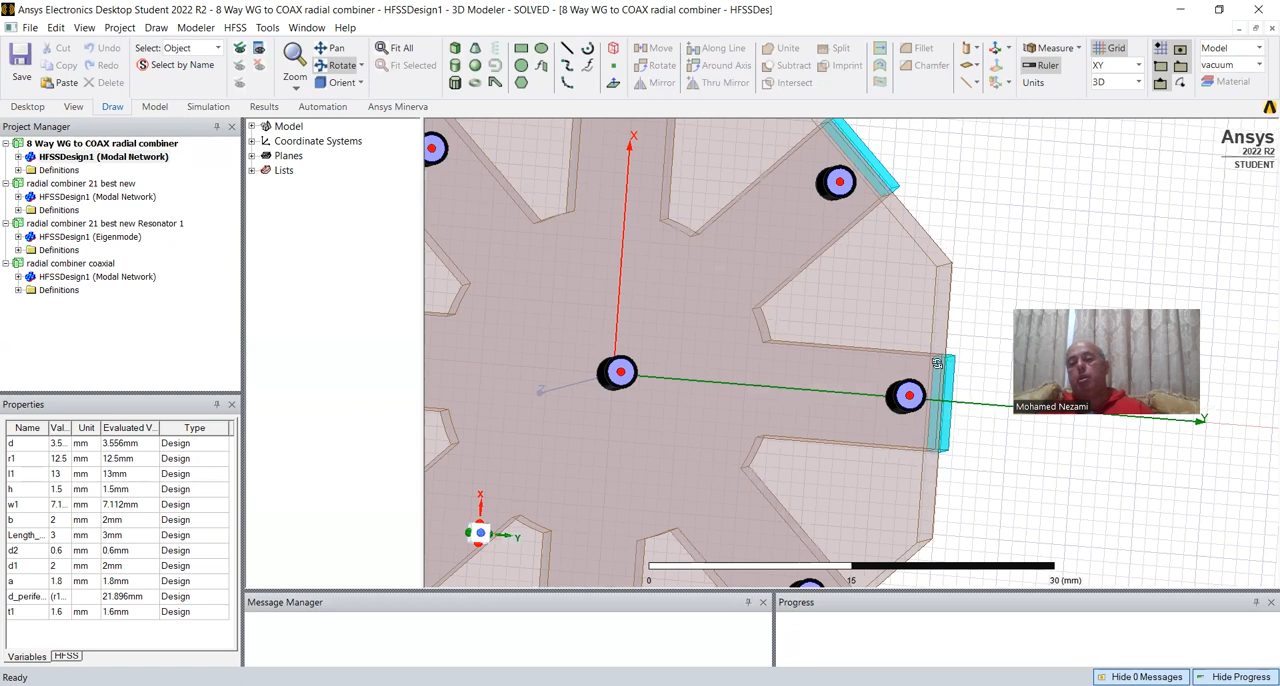 Ansys Electronics Desktop Student 2022 R2 - 8 Way WG to COAX radial combiner - HFSSDesign1 - 3D Modeler - SOLVED - [8 Way WG to COAX radial combiner - HFSSDes]
File Edit View Project Draw Modeler HFSS Tools Window Help
Save Cut Copy Paste Undo Redo Delete
Select: Object
Select by Name
Zoom Pan Rotate Orient
Fit All
Fit Selected
Move Rotate Mirror
Along Line
Around Axis
Thru Mirror
Unite Subtract Intersect
Split Imprint
Fillet Chamfer
Measure Ruler Units
Grid XY 3D
Model vacuum Material
Desktop View Draw Model Simulation Results Automation Ansys Minerva
Project Manager
8 Way WG to COAX radial combiner
HFSSDesign1 (Modal Network)
Definitions
radial combiner 21 best new
HFSSDesign1 (Modal Network)
Definitions
radial combiner 21 best new Resonator 1
HFSSDesign1 (Eigenmode)
Definitions
radial combiner coaxial
HFSSDesign1 (Modal Network)
Definitions
Model
Coordinate Systems
Planes
Lists
Ansys
2022 R2
STUDENT
X
Z
Y
Mohamed Nezami
X
Y
0 15 30 (mm)
Properties
Name Val... Unit Evaluated V... Type
d 3.5... mm 3.556mm Design
r1 12.5 mm 12.5mm Design
l1 13 mm 13mm Design
h 1.5 mm 1.5mm Design
w1 7.1... mm 7.112mm Design
b 2 mm 2mm Design
Length_... 3 mm 3mm Design
d2 0.6 mm 0.6mm Design
d1 2 mm 2mm Design
a 1.8 mm 1.8mm Design
d_perife... (r1... 21.896mm Design
t1 1.6 mm 1.6mm Design
Variables HFSS
Message Manager
Progress
Ready
Hide 0 Messages
Hide Progress